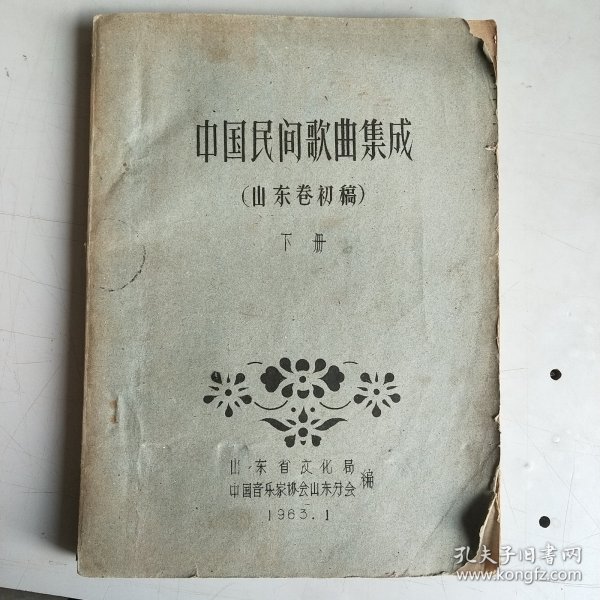 中国民间歌曲集成
(山东卷初稿)
下册
山东省文化局
中国音乐家协会山东分会 编
1963.1
孔夫子旧书网
www.kongfz.com